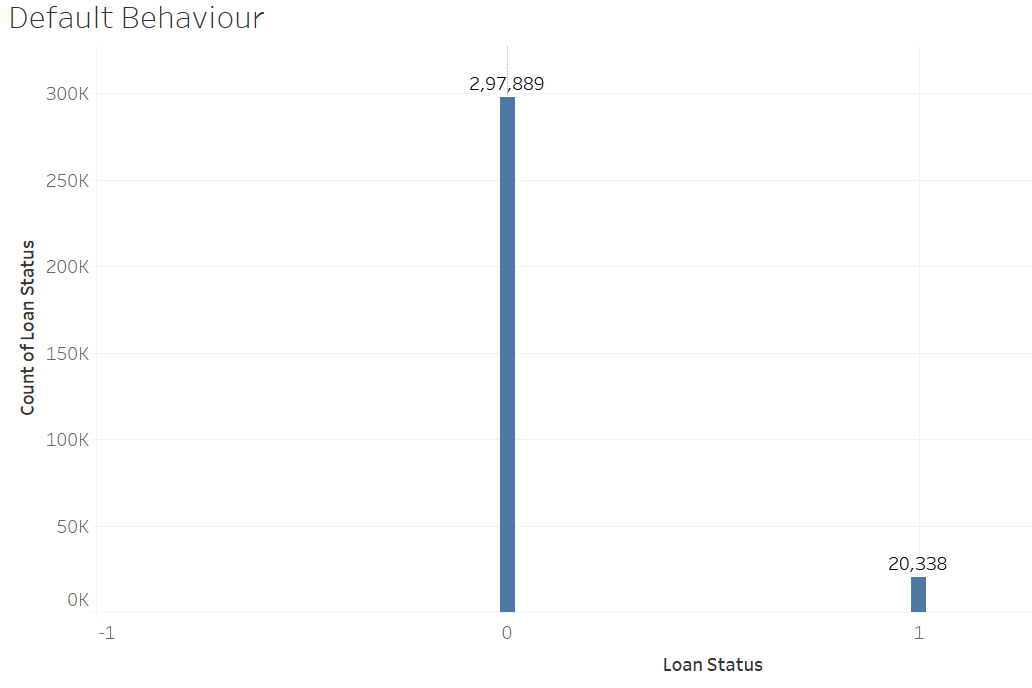 Default Behaviour
2,97,889
300K
250K
200K
150K
100K
50K
0K
Count of Loan Status
20,338
-1
0
1
Loan Status